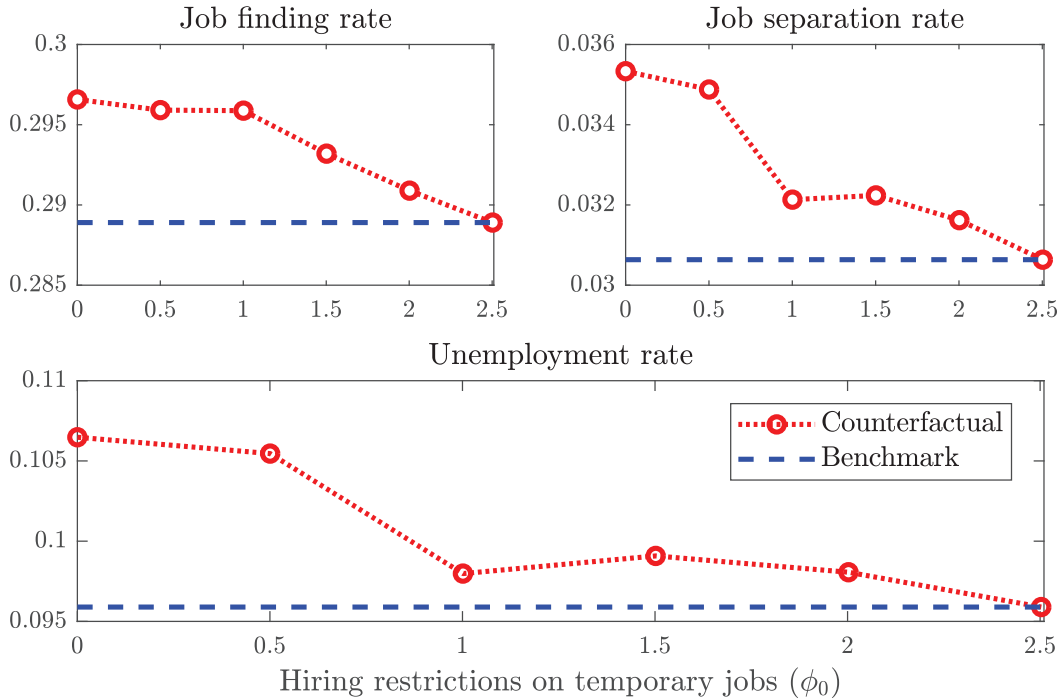 Job finding rate
0.3
0.295
0.29
0.285
0 0.5 1 1.5 2 2.5
Job separation rate
0.036
0.034
0.032
0.03
0 0.5 1 1.5 2 2.5
Unemployment rate
0.11
0.105
0.1
0.095
0 0.5 1 1.5 2 2.5
Counterfactual
Benchmark
Hiring restrictions on temporary jobs (ϕ₀)